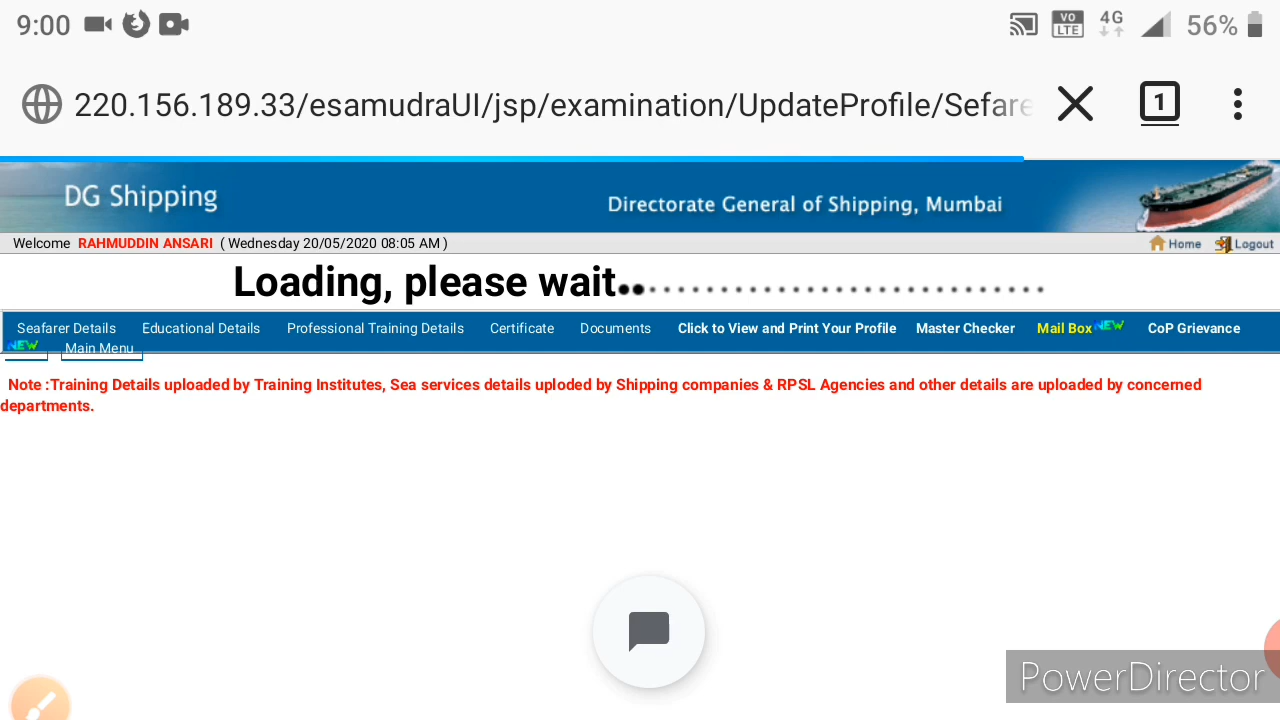 9:00 VO LTE 4G 56%
220.156.189.33/esamudraUI/jsp/examination/UpdateProfile/Sefare 1
DG Shipping Directorate General of Shipping, Mumbai
Welcome RAHMUDDIN ANSARI ( Wednesday 20/05/2020 08:05 AM ) Home Logout
Loading, please wait
Seafarer Details Educational Details Professional Training Details Certificate Documents Click to View and Print Your Profile Master Checker Mail Box NEW CoP Grievance
NEW Main Menu
Note :Training Details uploaded by Training Institutes, Sea services details uploded by Shipping companies & RPSL Agencies and other details are uploaded by concerned
departments.
PowerDirector